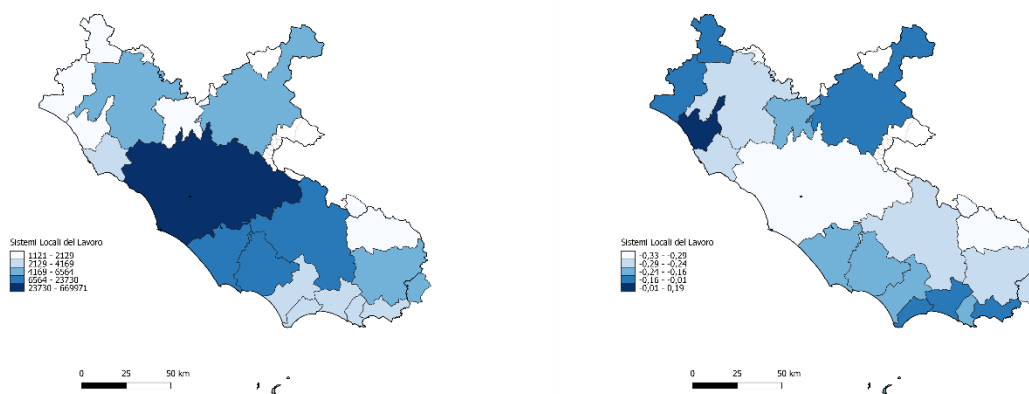 Sistemi Locali del Lavoro
1121 - 2129
2129 - 4169
4169 - 6564
6564 - 23730
23730 - 669971
0 25 50 km
Sistemi Locali del Lavoro
-0,33 - -0,29
-0,29 - -0,24
-0,24 - -0,16
-0,16 - -0,01
-0,01 - 0,19
0 25 50 km